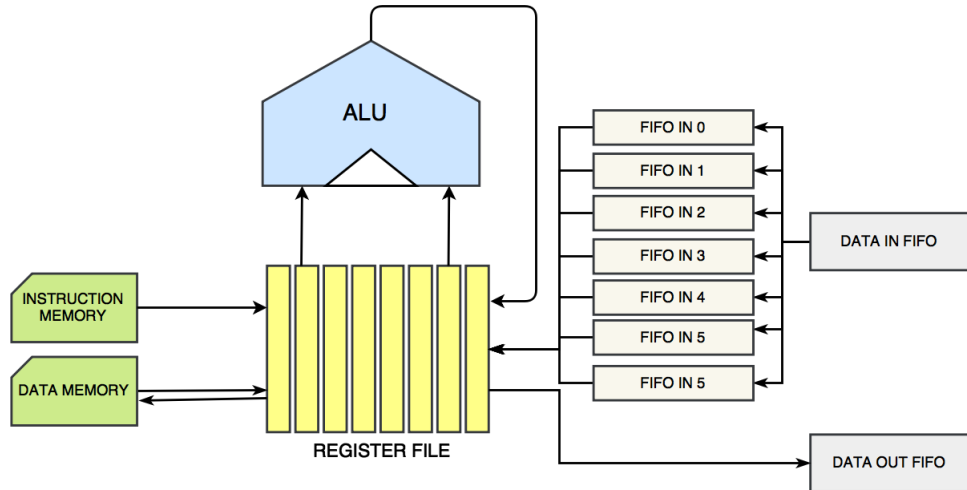 ALU
FIFO IN 0
FIFO IN 1
FIFO IN 2
FIFO IN 3
FIFO IN 4
FIFO IN 5
FIFO IN 5
DATA IN FIFO
INSTRUCTION
MEMORY
DATA MEMORY
REGISTER FILE
DATA OUT FIFO